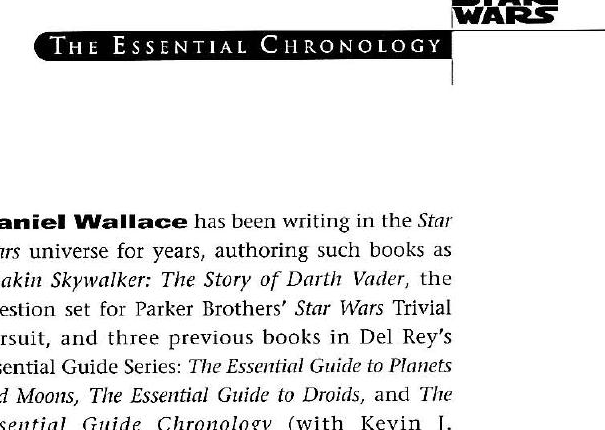 STAR
WARS
THE ESSENTIAL CHRONOLOGY
aniel Wallace has been writing in the Star
ars universe for years, authoring such books as
akin Skywalker: The Story of Darth Vader, the
estion set for Parker Brothers' Star Wars Trivial
rsuit, and three previous books in Del Rey's
sential Guide Series: The Essential Guide to Planets
d Moons, The Essential Guide to Droids, and The
sential Guide Chronology (with Kevin J.